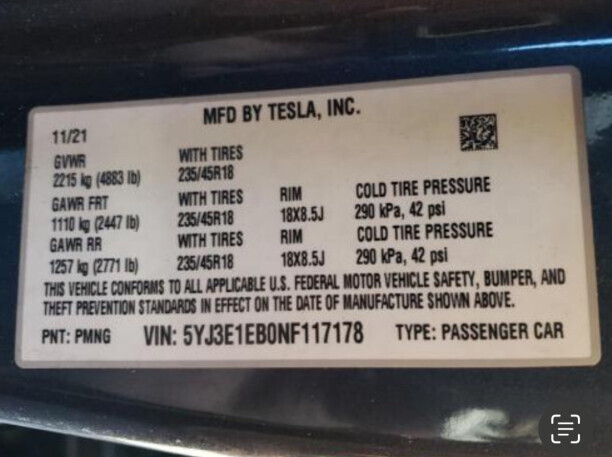 MFD BY TESLA, INC.
11/21
GVWR WITH TIRES
2215 kg (4883 lb) 235/45R18
GAWR FRT WITH TIRES RIM COLD TIRE PRESSURE
1110 kg (2447 lb) 235/45R18 18X8.5J 290 kPa, 42 psi
GAWR RR WITH TIRES RIM COLD TIRE PRESSURE
1257 kg (2771 lb) 235/45R18 18X8.5J 290 kPa, 42 psi
THIS VEHICLE CONFORMS TO ALL APPLICABLE U.S. FEDERAL MOTOR VEHICLE SAFETY, BUMPER, AND
THEFT PREVENTION STANDARDS IN EFFECT ON THE DATE OF MANUFACTURE SHOWN ABOVE.
PNT: PMNG VIN: 5YJ3E1EB0NF117178 TYPE: PASSENGER CAR